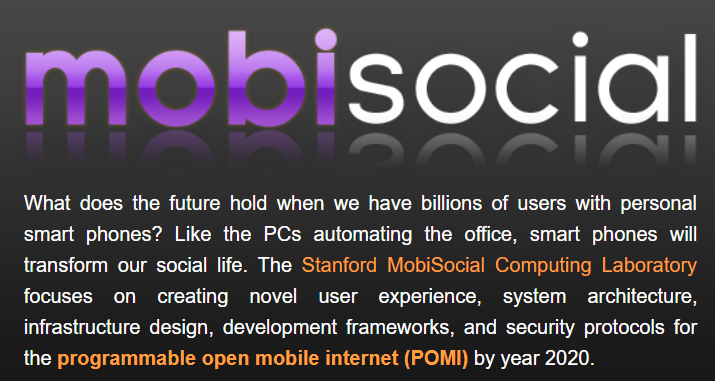 mobisocial
What does the future hold when we have billions of users with personal
smart phones? Like the PCs automating the office, smart phones will
transform our social life. The Stanford MobiSocial Computing Laboratory
focuses on creating novel user experience, system architecture,
infrastructure design, development frameworks, and security protocols for
the programmable open mobile internet (POMI) by year 2020.